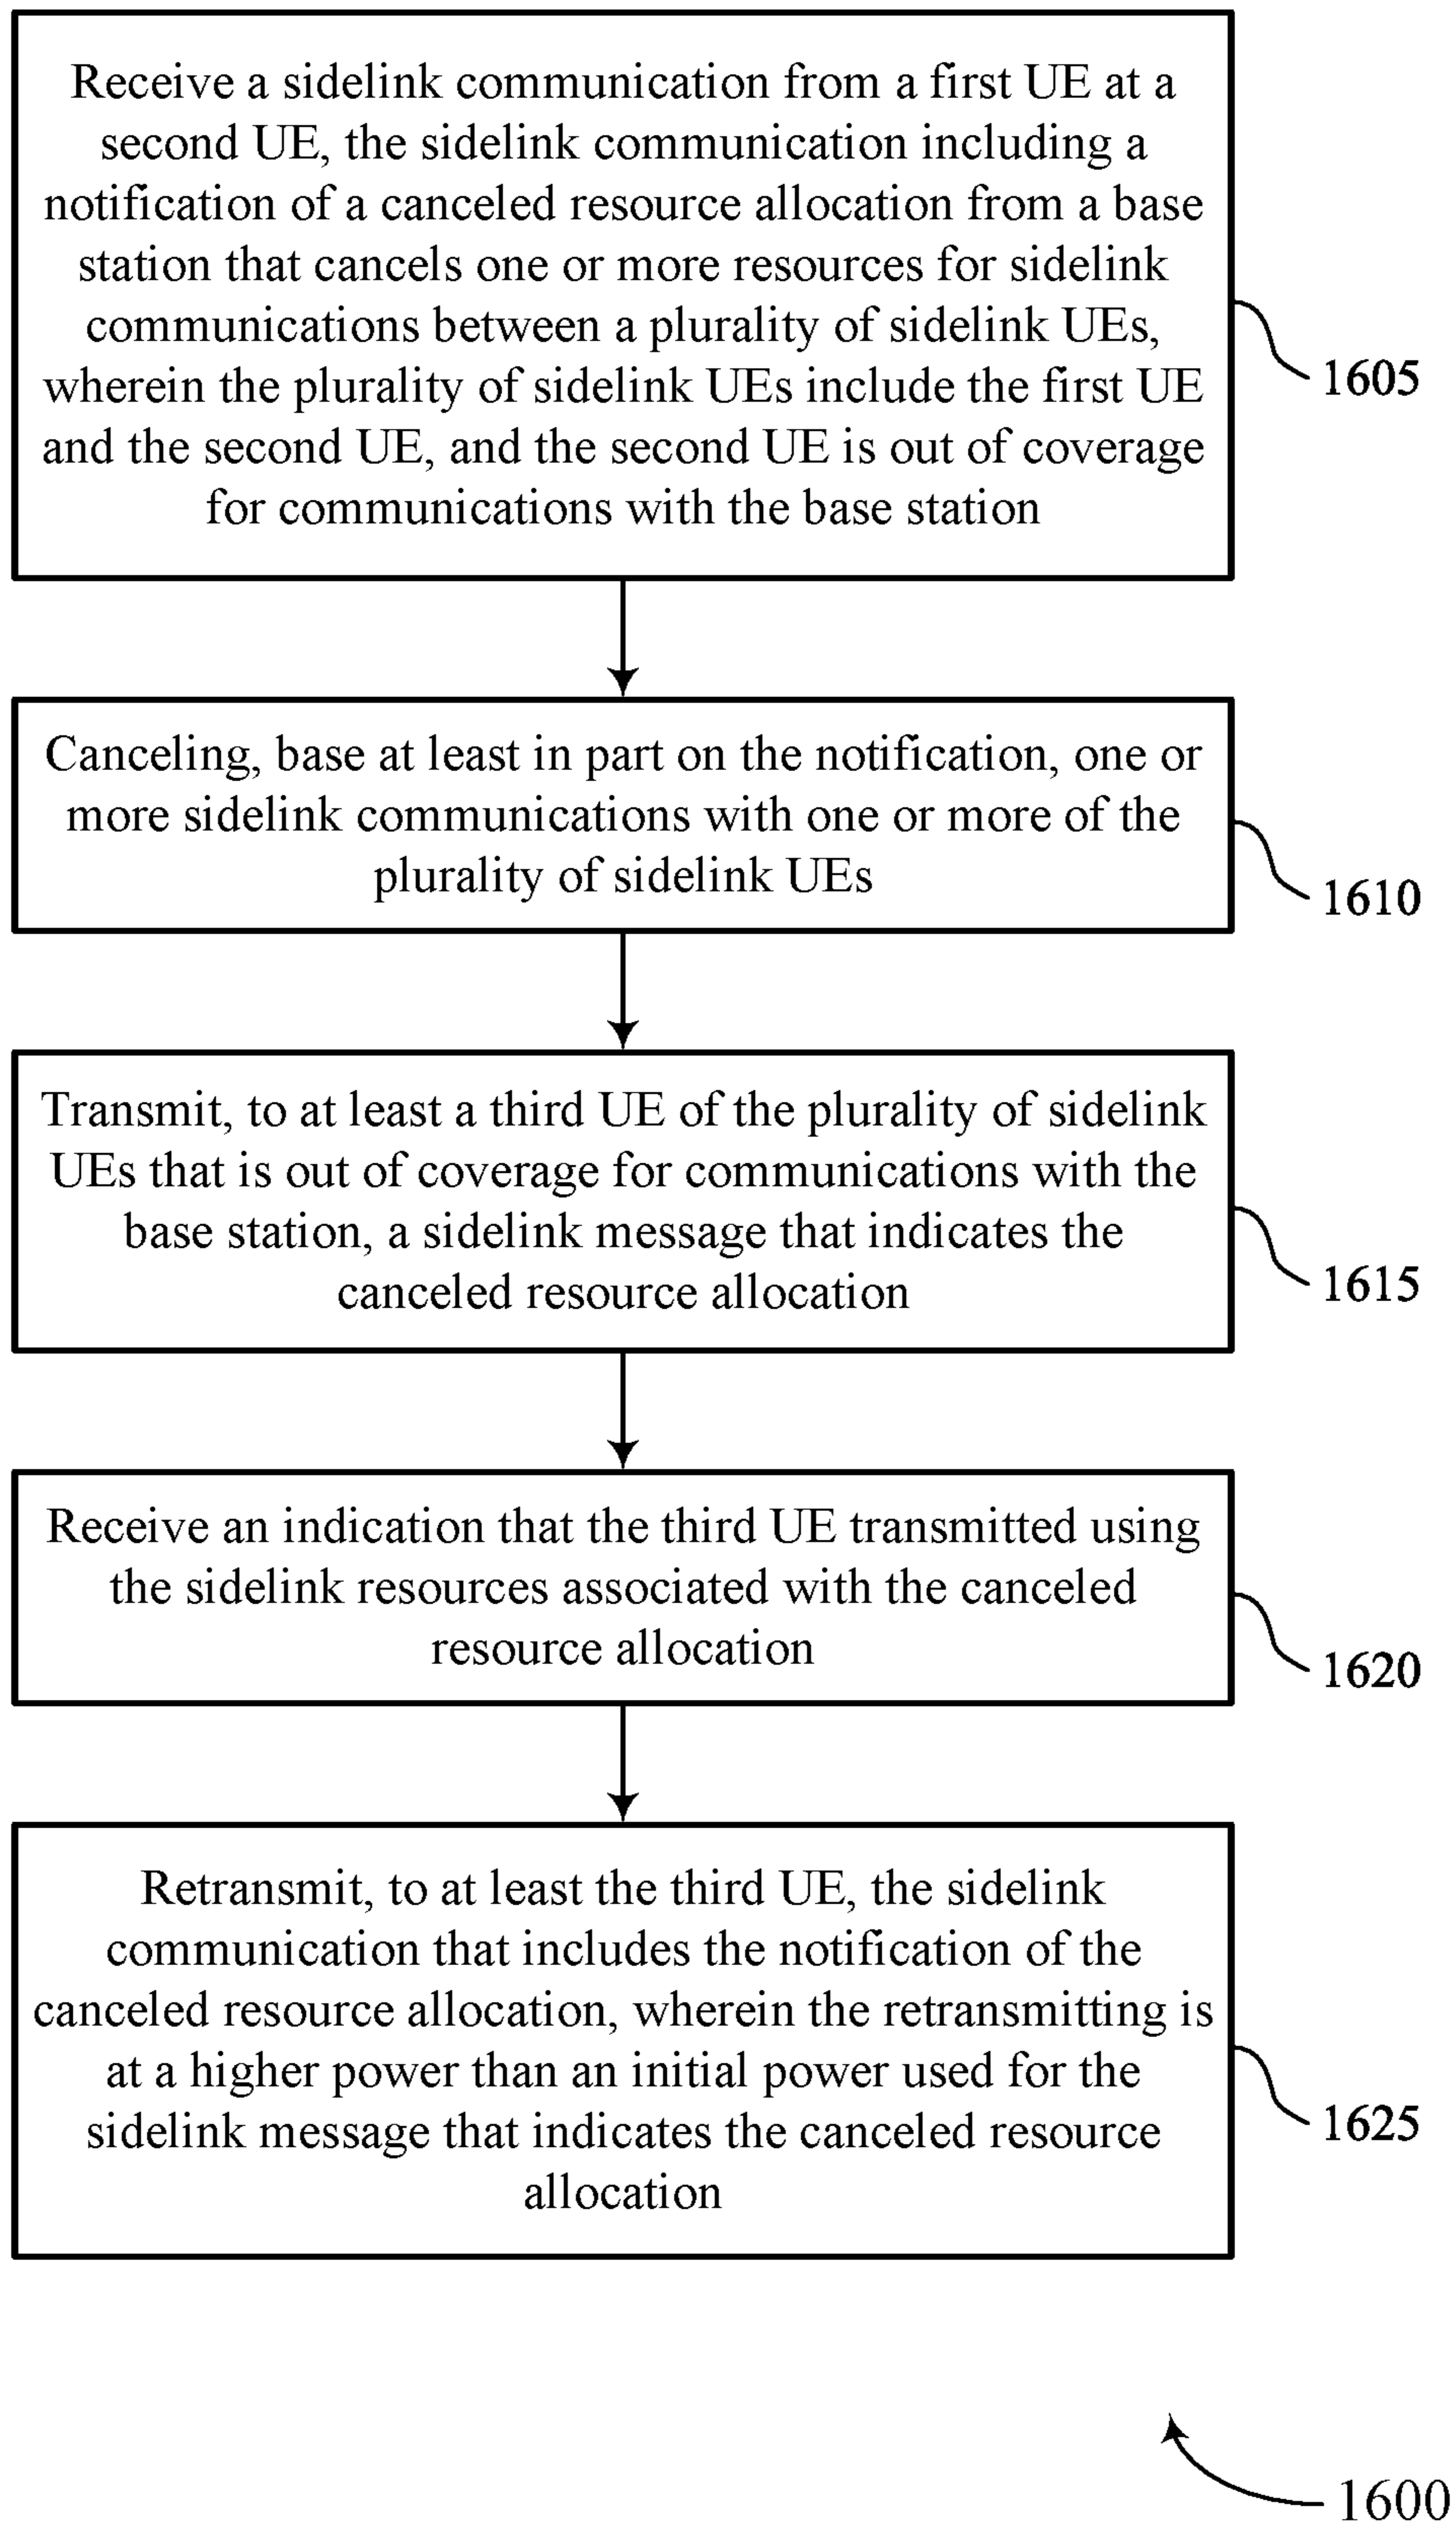 Receive a sidelink communication from a first UE at a
second UE, the sidelink communication including a
notification of a canceled resource allocation from a base
station that cancels one or more resources for sidelink
communications between a plurality of sidelink UEs,
wherein the plurality of sidelink UEs include the first UE
and the second UE, and the second UE is out of coverage
for communications with the base station
1605
Canceling, base at least in part on the notification, one or
more sidelink communications with one or more of the
plurality of sidelink UEs
1610
Transmit, to at least a third UE of the plurality of sidelink
UEs that is out of coverage for communications with the
base station, a sidelink message that indicates the
canceled resource allocation
1615
Receive an indication that the third UE transmitted using
the sidelink resources associated with the canceled
resource allocation
1620
Retransmit, to at least the third UE, the sidelink
communication that includes the notification of the
canceled resource allocation, wherein the retransmitting is
at a higher power than an initial power used for the
sidelink message that indicates the canceled resource
allocation
1625
1600